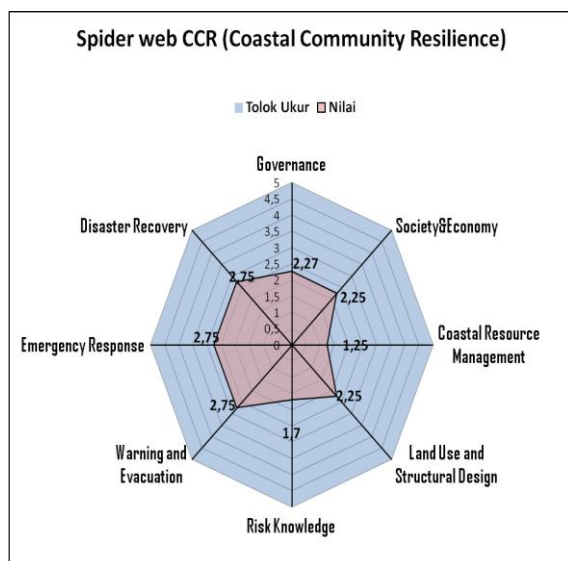 Spider web CCR (Coastal Community Resilience)
Tolok Ukur Nilai
Governance
5
4,5
4
3,5
3
2,5
2
1,5
1
0,5
0
Disaster Recovery
Society&Economy
2,27
2,75
2,25
Emergency Response
2,75
1,25
Coastal Resource
Management
2,75
2,25
1,7
Warning and
Evacuation
Land Use and
Structural Design
Risk Knowledge